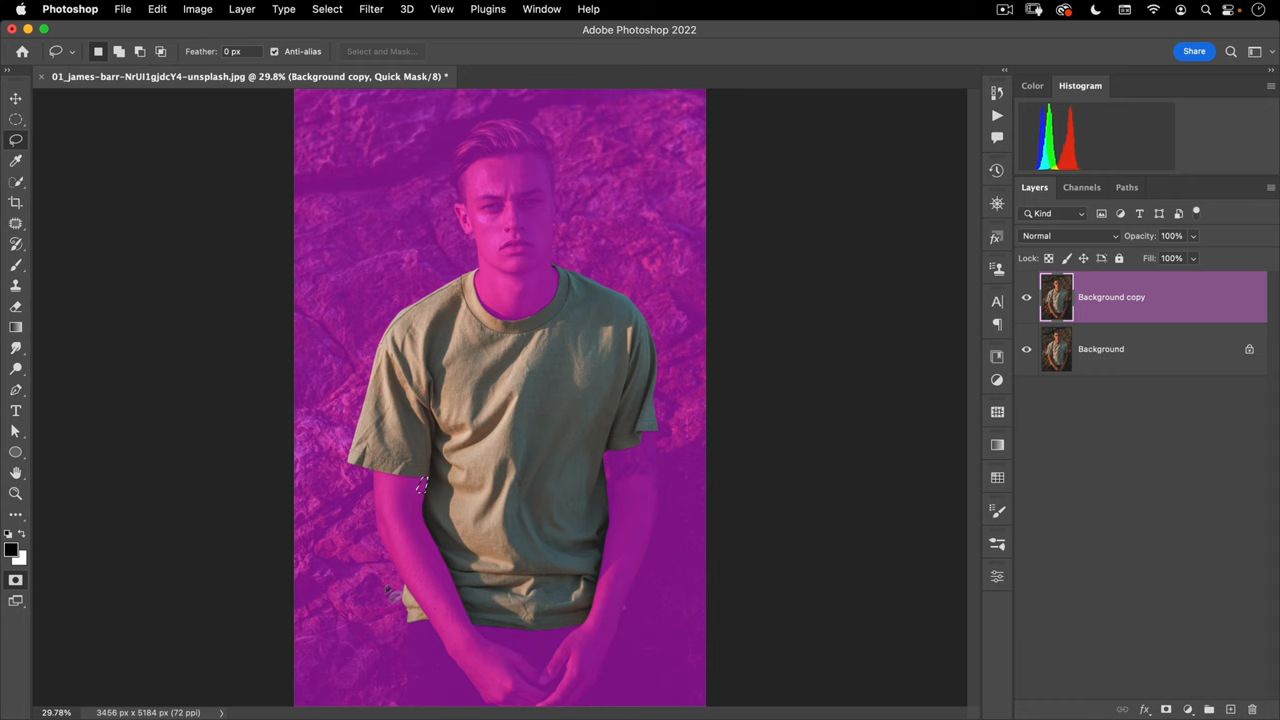 Photoshop File Edit Image Layer Type Select Filter 3D View Plugins Window Help
Adobe Photoshop 2022
Feather: 0 px Anti-alias Select and Mask... Share
× 01_james-barr-NrUI1gjdcY4-unsplash.jpg @ 29.8% (Background copy, Quick Mask/8) *
Color Histogram
Layers Channels Paths
Kind
Normal Opacity: 100%
Lock: Fill: 100%
Background copy
Background
29.78% 3456 px x 5184 px (72 ppi)